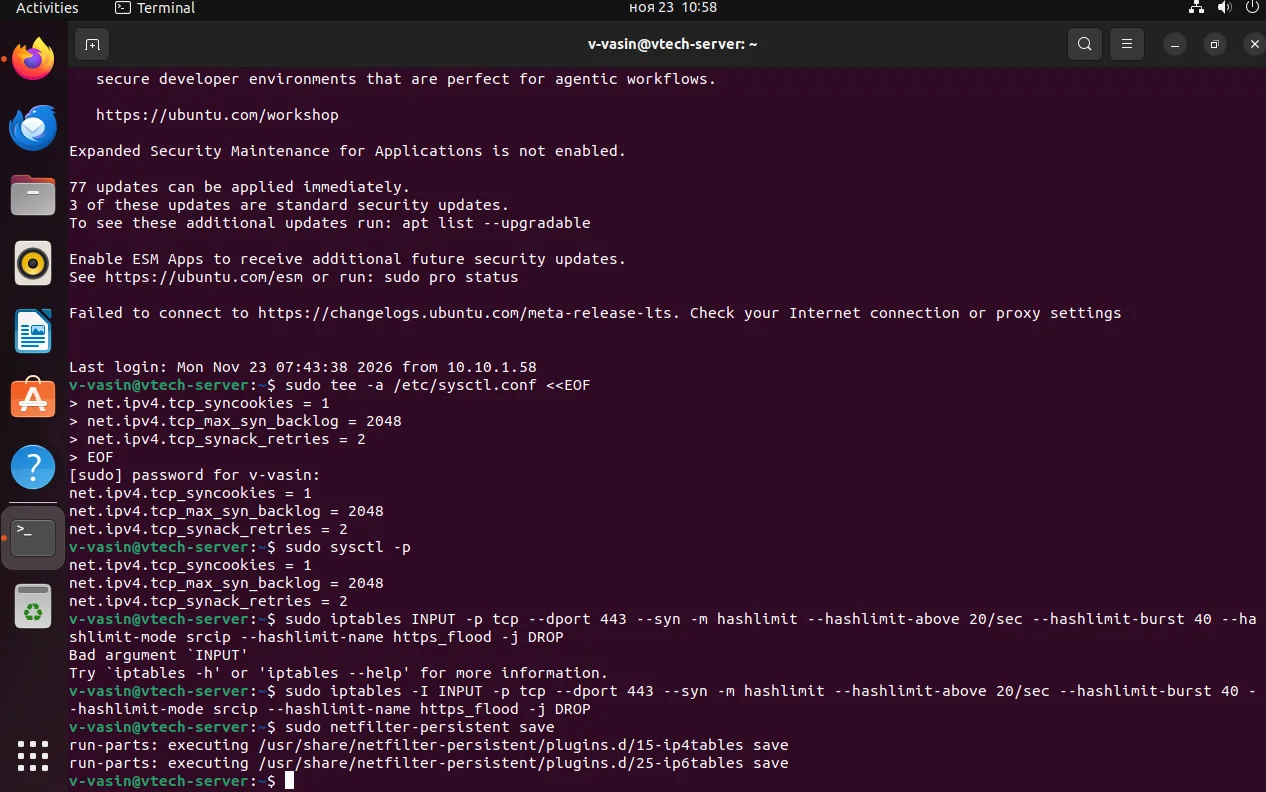 Activities
Terminal
ноя 23 10:58
v-vasin@vtech-server: ~
secure developer environments that are perfect for agentic workflows.
https://ubuntu.com/workshop
Expanded Security Maintenance for Applications is not enabled.
77 updates can be applied immediately.
3 of these updates are standard security updates.
To see these additional updates run: apt list --upgradable
Enable ESM Apps to receive additional future security updates.
See https://ubuntu.com/esm or run: sudo pro status
Failed to connect to https://changelogs.ubuntu.com/meta-release-lts. Check your Internet connection or proxy settings
Last login: Mon Nov 23 07:43:38 2026 from 10.10.1.58
v-vasin@vtech-server:~$ sudo tee -a /etc/sysctl.conf <<EOF
> net.ipv4.tcp_syncookies = 1
> net.ipv4.tcp_max_syn_backlog = 2048
> net.ipv4.tcp_synack_retries = 2
> EOF
[sudo] password for v-vasin:
net.ipv4.tcp_syncookies = 1
net.ipv4.tcp_max_syn_backlog = 2048
net.ipv4.tcp_synack_retries = 2
v-vasin@vtech-server:~$ sudo sysctl -p
net.ipv4.tcp_syncookies = 1
net.ipv4.tcp_max_syn_backlog = 2048
net.ipv4.tcp_synack_retries = 2
v-vasin@vtech-server:~$ sudo iptables INPUT -p tcp --dport 443 --syn -m hashlimit --hashlimit-above 20/sec --hashlimit-burst 40 --ha
shlimit-mode srcip --hashlimit-name https_flood -j DROP
Bad argument `INPUT'
Try `iptables -h' or 'iptables --help' for more information.
v-vasin@vtech-server:~$ sudo iptables -I INPUT -p tcp --dport 443 --syn -m hashlimit --hashlimit-above 20/sec --hashlimit-burst 40 -
-hashlimit-mode srcip --hashlimit-name https_flood -j DROP
v-vasin@vtech-server:~$ sudo netfilter-persistent save
run-parts: executing /usr/share/netfilter-persistent/plugins.d/15-ip4tables save
run-parts: executing /usr/share/netfilter-persistent/plugins.d/25-ip6tables save
v-vasin@vtech-server:~$